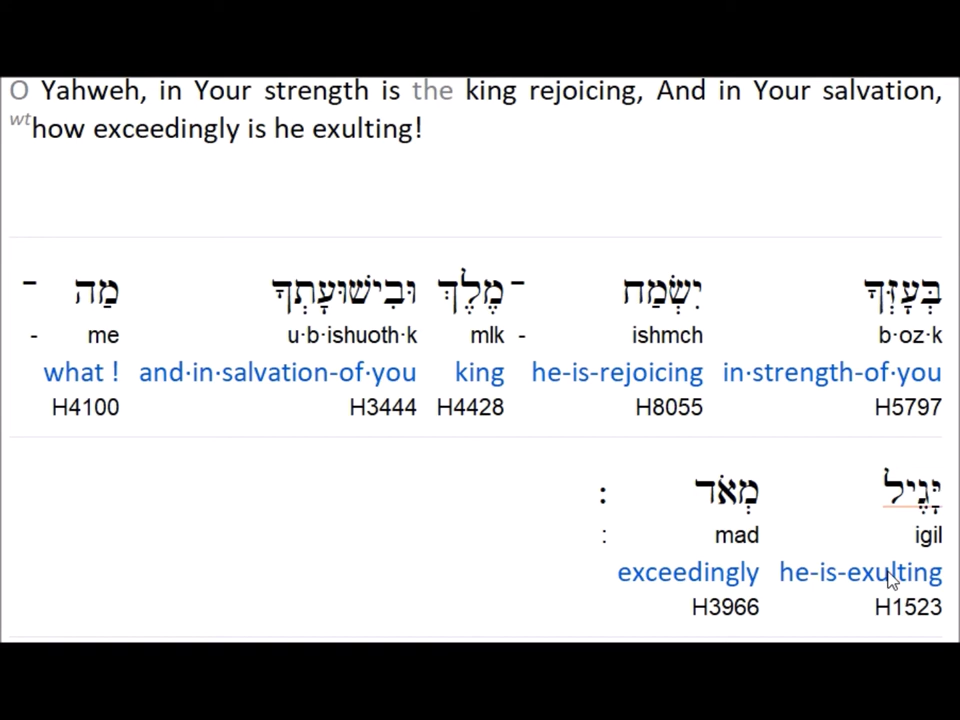 O Yahweh, in Your strength is the king rejoicing, And in Your salvation,
wthow exceedingly is he exulting!
בְּעָזְּךָ יִשְׂמַח־ מֶלֶךְ וּבִישׁוּעָתְךָ מַה־
b·oz·k ishmch - mlk u·b·ishuoth·k me -
in·strength-of·you he-is-rejoicing king and·in·salvation-of·you what !
H5797 H8055 H4428 H3444 H4100
יָּגֶיל מְאֹד :
igil mad :
he-is-exulting exceedingly
H1523 H3966